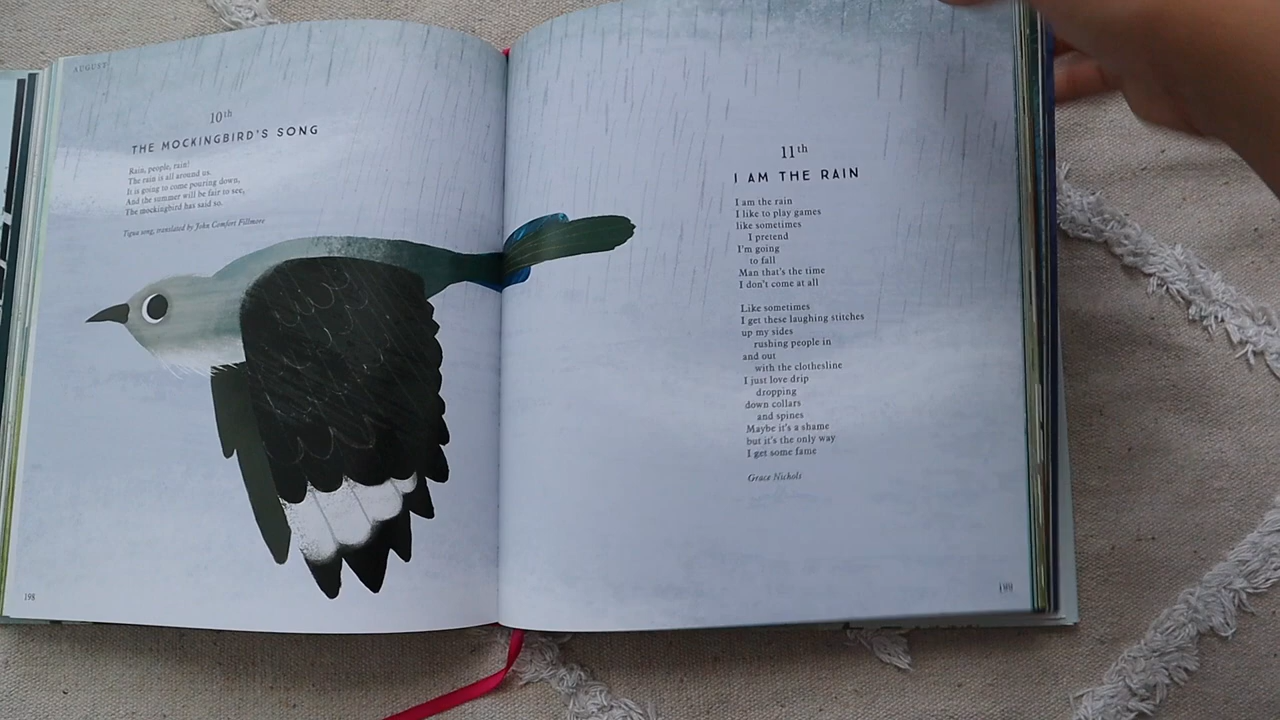 AUGUST
10th
THE MOCKINGBIRD'S SONG
Rain, people, rain!
The rain is all around us.
It is going to come pouring down,
And the summer will be fair to see,
The mockingbird has said so.
Tigua song, translated by John Comfort Fillmore
198
11th
I AM THE RAIN
I am the rain
I like to play games
like sometimes
I pretend
I'm going
to fall
Man that's the time
I don't come at all
Like sometimes
I get these laughing stitches
up my sides
rushing people in
and out
with the clothesline
I just love drip
dropping
down collars
and spines
Maybe it's a shame
but it's the only way
I get some fame
Grace Nichols
199